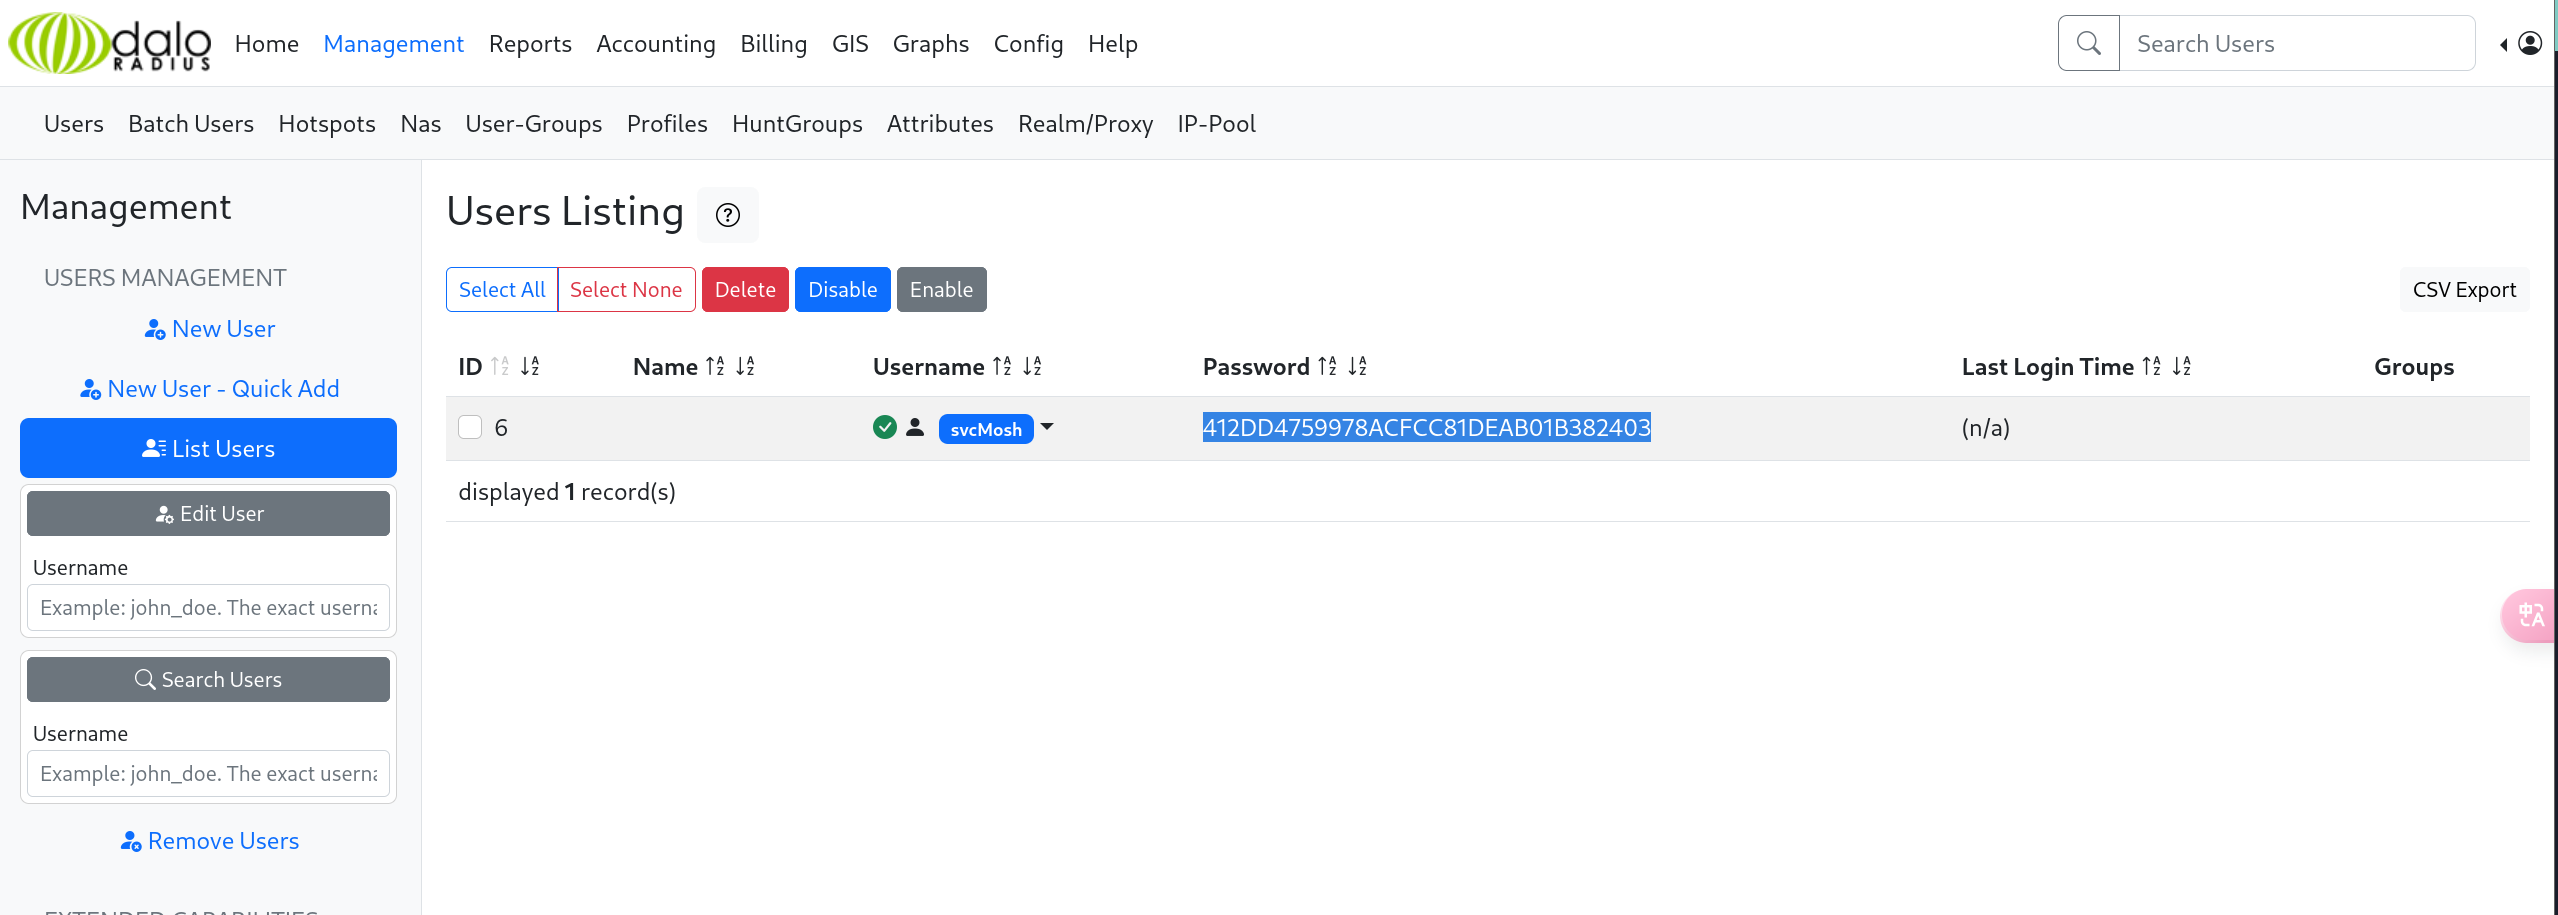 dalo RADIUS Home Management Reports Accounting Billing GIS Graphs Config Help Search Users
Users Batch Users Hotspots Nas User-Groups Profiles HuntGroups Attributes Realm/Proxy IP-Pool
Management
USERS MANAGEMENT
New User
New User - Quick Add
List Users
Edit User
Username
Example: john_doe. The exact userna
Search Users
Username
Example: john_doe. The exact userna
Remove Users
EXTENDED CAPABILITIES
Users Listing
Select All Select None Delete Disable Enable CSV Export
ID Name Username Password Last Login Time Groups
6 svcMosh 412DD4759978ACFCC81DEAB01B382403 (n/a)
displayed 1 record(s)
中A